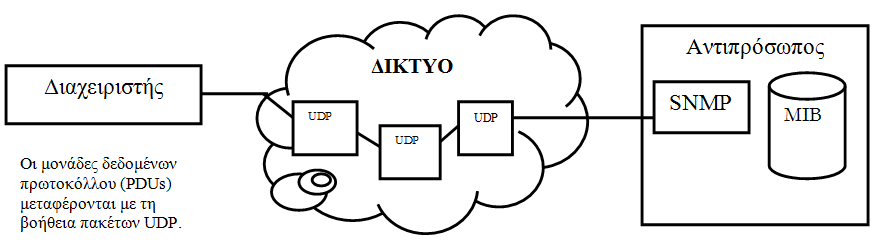 Διαχειριστής
Οι μονάδες δεδομένων
πρωτοκόλλου (PDUs)
μεταφέρονται με τη
βοήθεια πακέτων UDP.
ΔΙΚΤΥΟ
UDP
UDP
UDP
Αντιπρόσωπος
SNMP
MIB